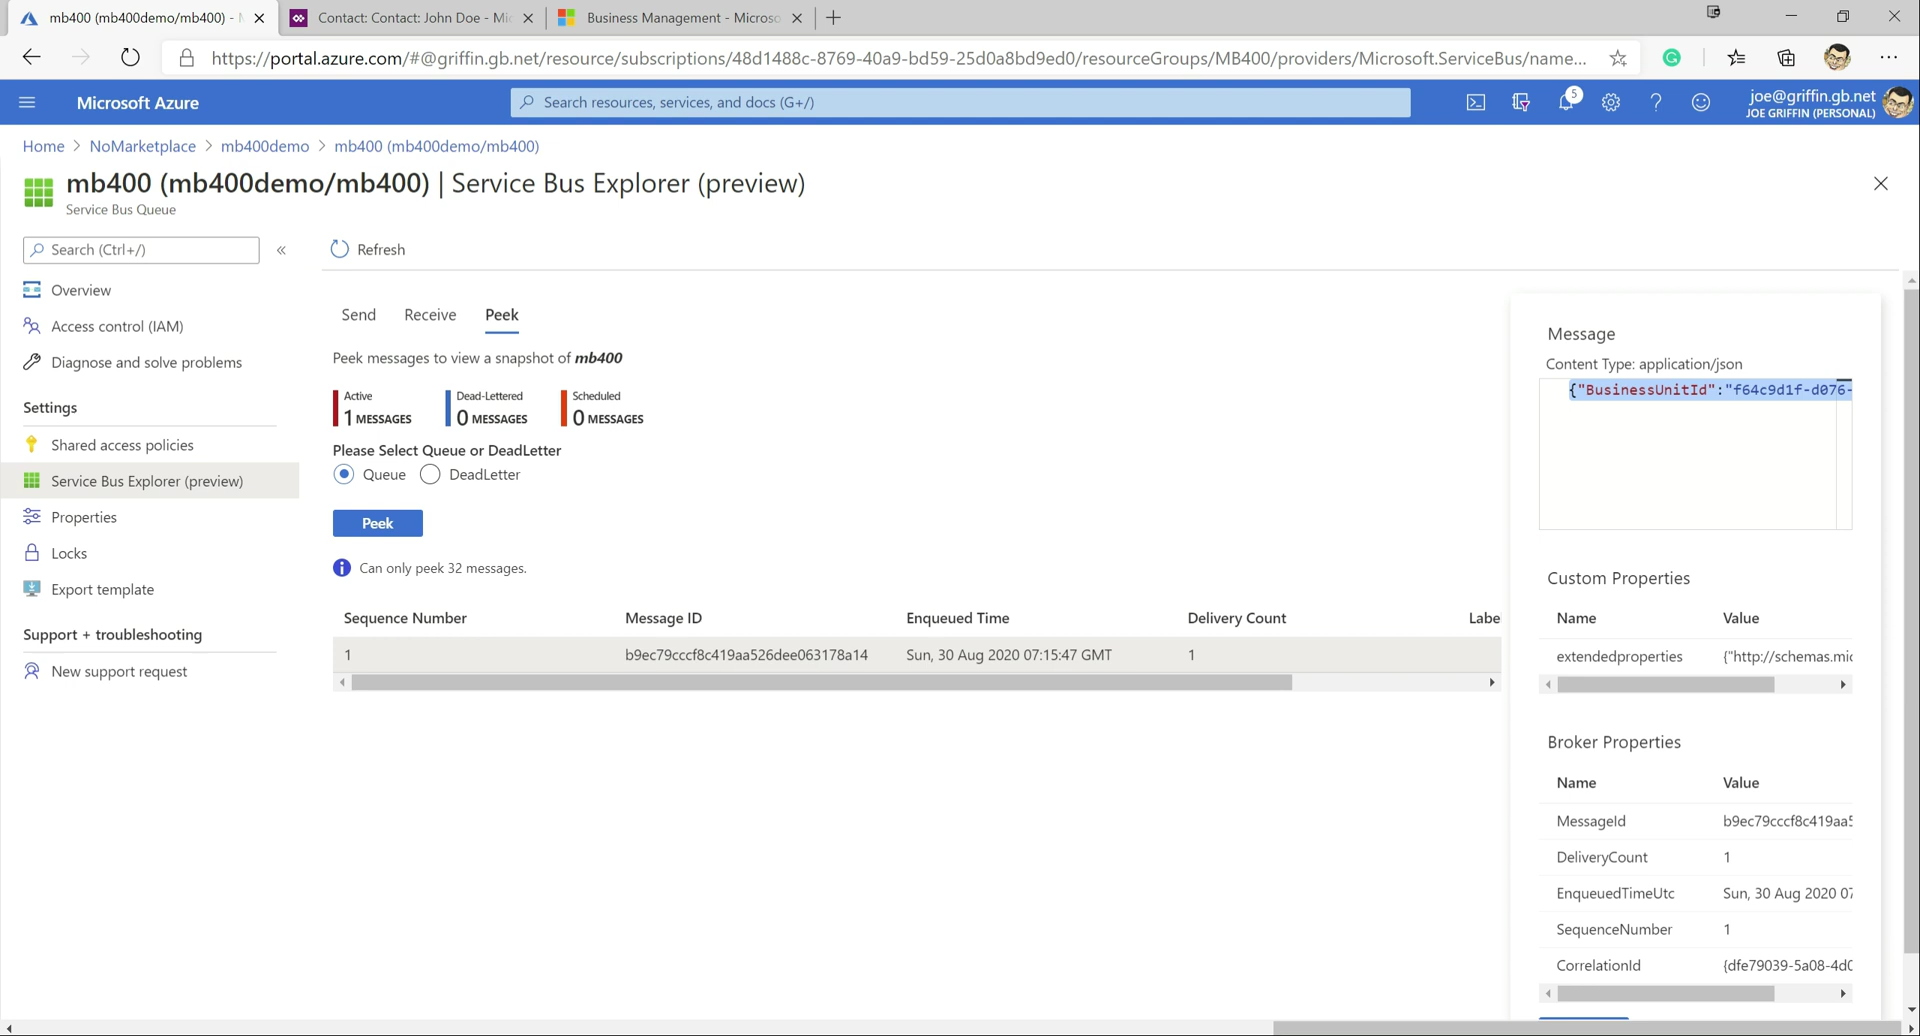 mb400 (mb400demo/mb400) -
Contact: Contact: John Doe - Mi
Business Management - Microso
https://portal.azure.com/#@griffin.gb.net/resource/subscriptions/48d1488c-8769-40a9-bd59-25d0a8bd9ed0/resourceGroups/MB400/providers/Microsoft.ServiceBus/name...
Microsoft Azure
Search resources, services, and docs (G+/)
5
joe@griffin.gb.net
JOE GRIFFIN (PERSONAL)
Home > NoMarketplace > mb400demo > mb400 (mb400demo/mb400)
mb400 (mb400demo/mb400) | Service Bus Explorer (preview)
Service Bus Queue
Search (Ctrl+/)
«
Refresh
Overview
Access control (IAM)
Diagnose and solve problems
Settings
Shared access policies
Service Bus Explorer (preview)
Properties
Locks
Export template
Support + troubleshooting
New support request
Send Receive Peek
Peek messages to view a snapshot of mb400
Active
1 MESSAGES
Dead-Lettered
0 MESSAGES
Scheduled
0 MESSAGES
Please Select Queue or DeadLetter
Queue DeadLetter
Peek
Can only peek 32 messages.
Sequence Number Message ID Enqueued Time Delivery Count Labe
1 b9ec79cccf8c419aa526dee063178a14 Sun, 30 Aug 2020 07:15:47 GMT 1
Message
Content Type: application/json
{"BusinessUnitId":"f64c9d1f-d076-
Custom Properties
Name Value
extendedproperties {"http://schemas.mic
Broker Properties
Name Value
MessageId b9ec79cccf8c419aa5
DeliveryCount 1
EnqueuedTimeUtc Sun, 30 Aug 2020 07
SequenceNumber 1
CorrelationId {dfe79039-5a08-4d0